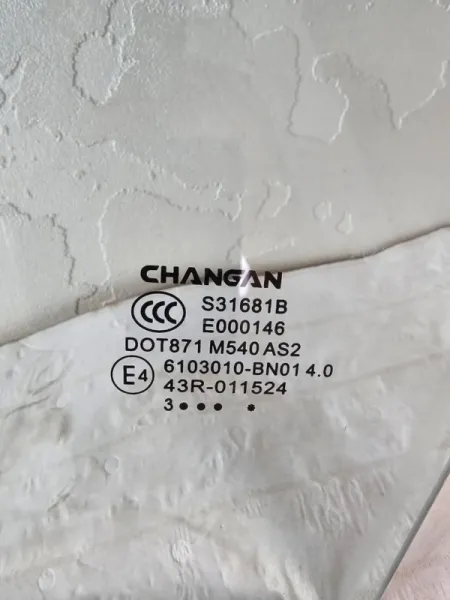 CHANGAN
CCC S31681B
E000146
DOT871 M540 AS2
E4 6103010-BN01 4.0
43R-011524
3●●● ●